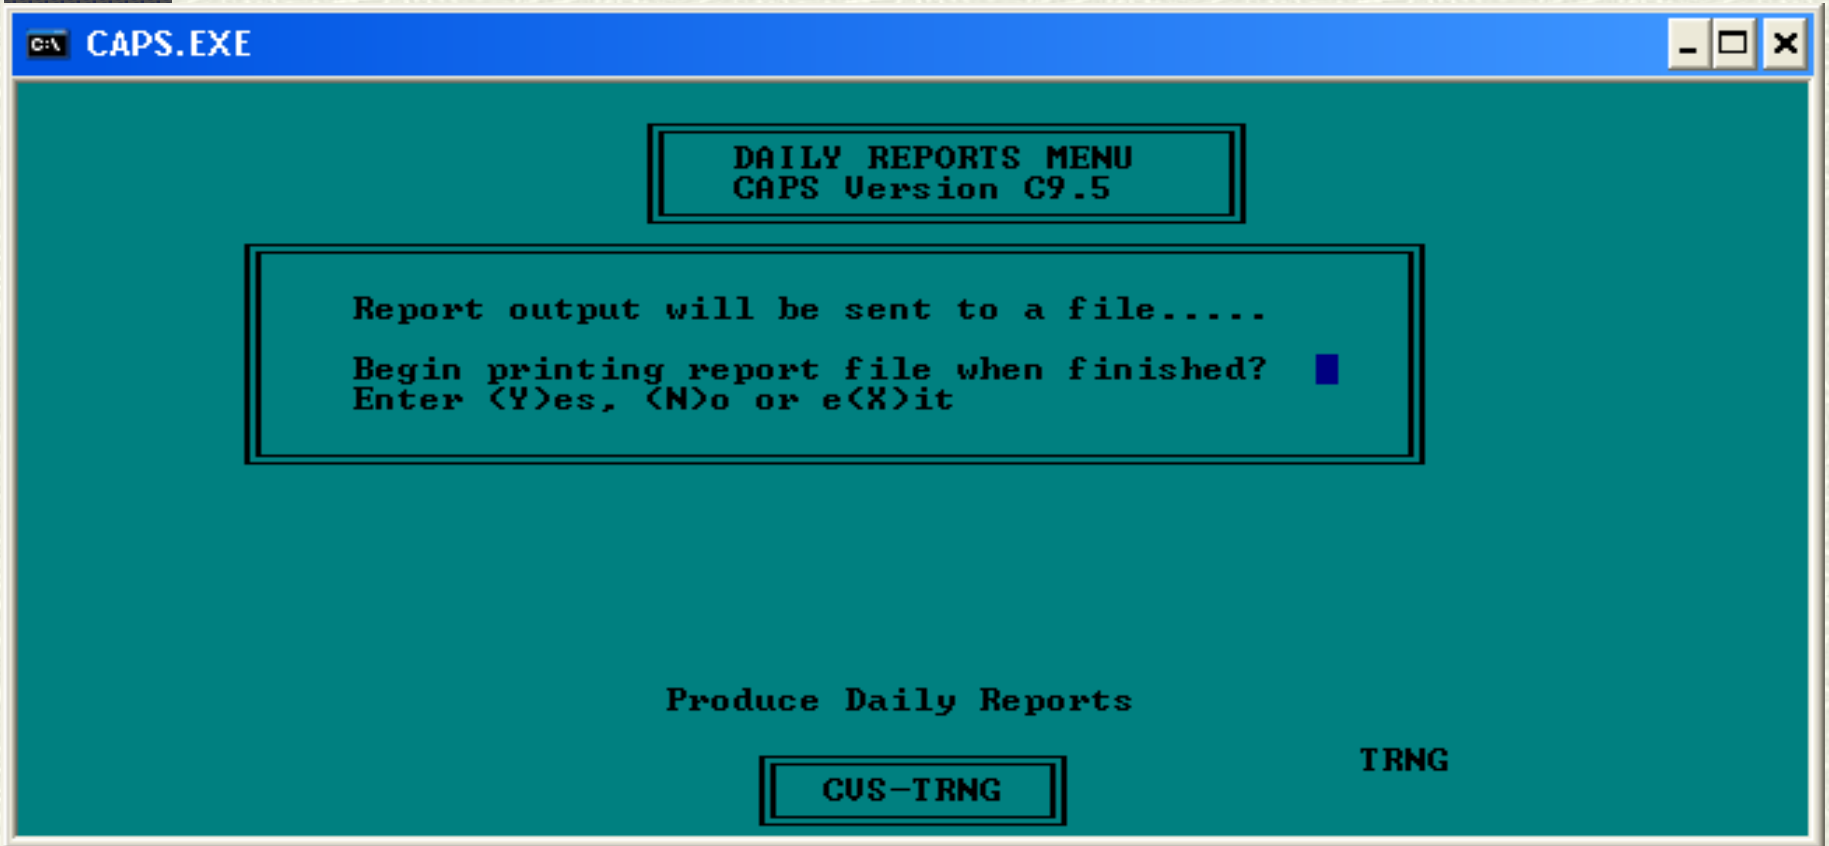 CAPS.EXE
DAILY REPORTS MENU
CAPS Version C9.5
Report output will be sent to a file.....
Begin printing report file when finished?
Enter (Y)es, (N)o or e(X)it
Produce Daily Reports
TRNG
CVS-TRNG